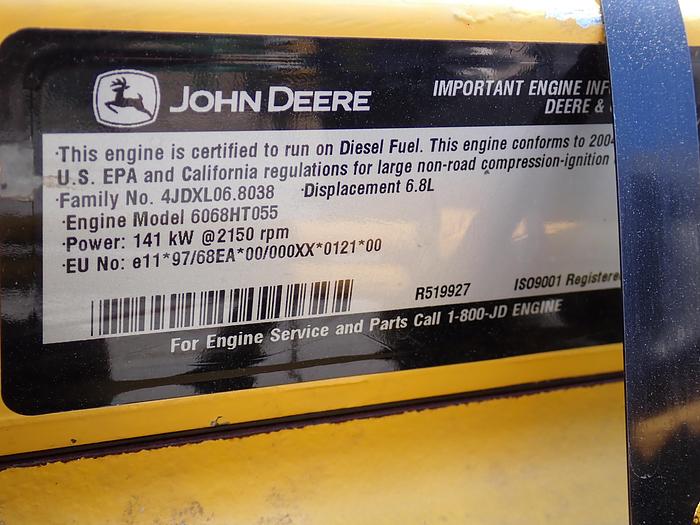 JOHN DEERE
IMPORTANT ENGINE
DEERE &
·This engine is certified to run on Diesel Fuel. This engine conforms to 2004
U.S. EPA and California regulations for large non-road compression-ignition
·Family No. 4JDXL06.8038 ·Displacement 6.8L
·Engine Model 6068HT055
·Power: 141 kW @2150 rpm
·EU No: e11*97/68EA*00/000XX*0121*00
R519927 ISO9001 Registered
For Engine Service and Parts Call 1-800-JD ENGINE